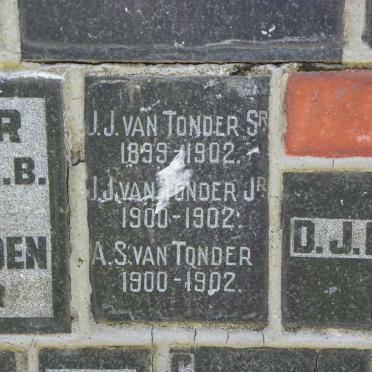 J.J. VAN TONDER SR
1899-1902.
J.J. VAN TONDER JR
1900-1902.
A.S. VAN TONDER
1900-1902.
R
.B.
DEN
R
D.J.